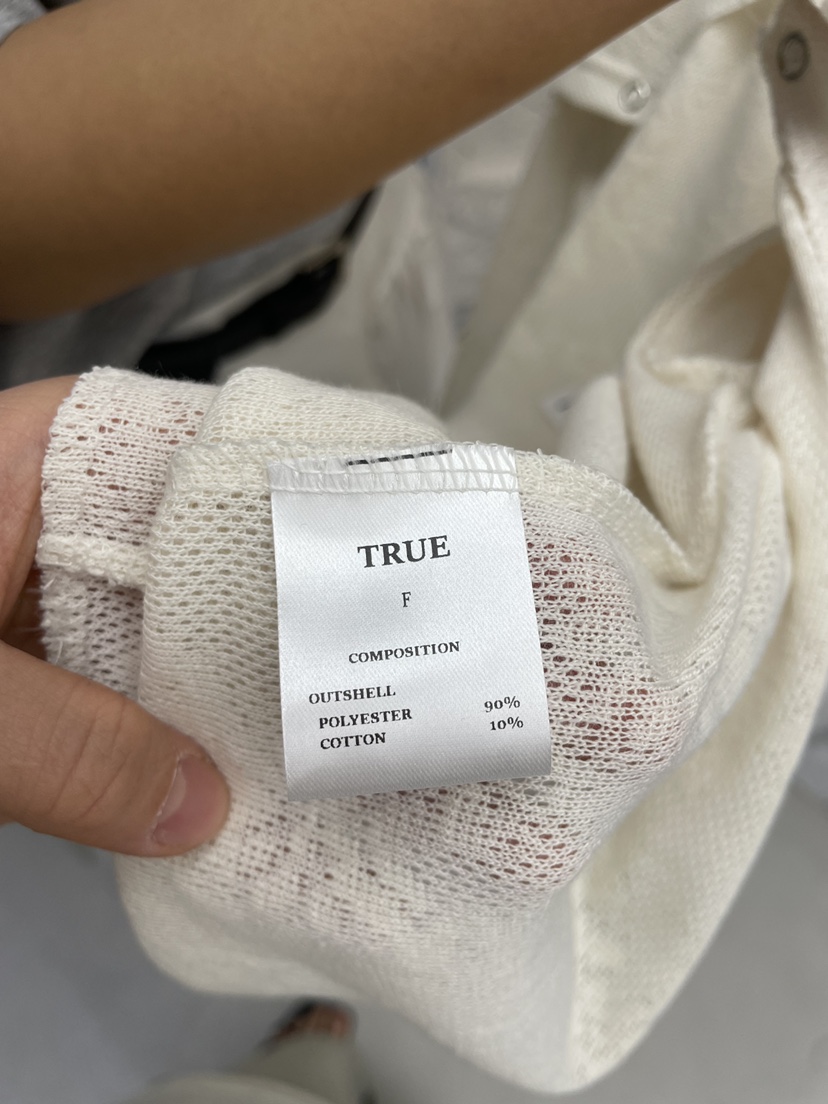 TRUE
F
COMPOSITION
OUTSHELL
POLYESTER 90%
COTTON 10%